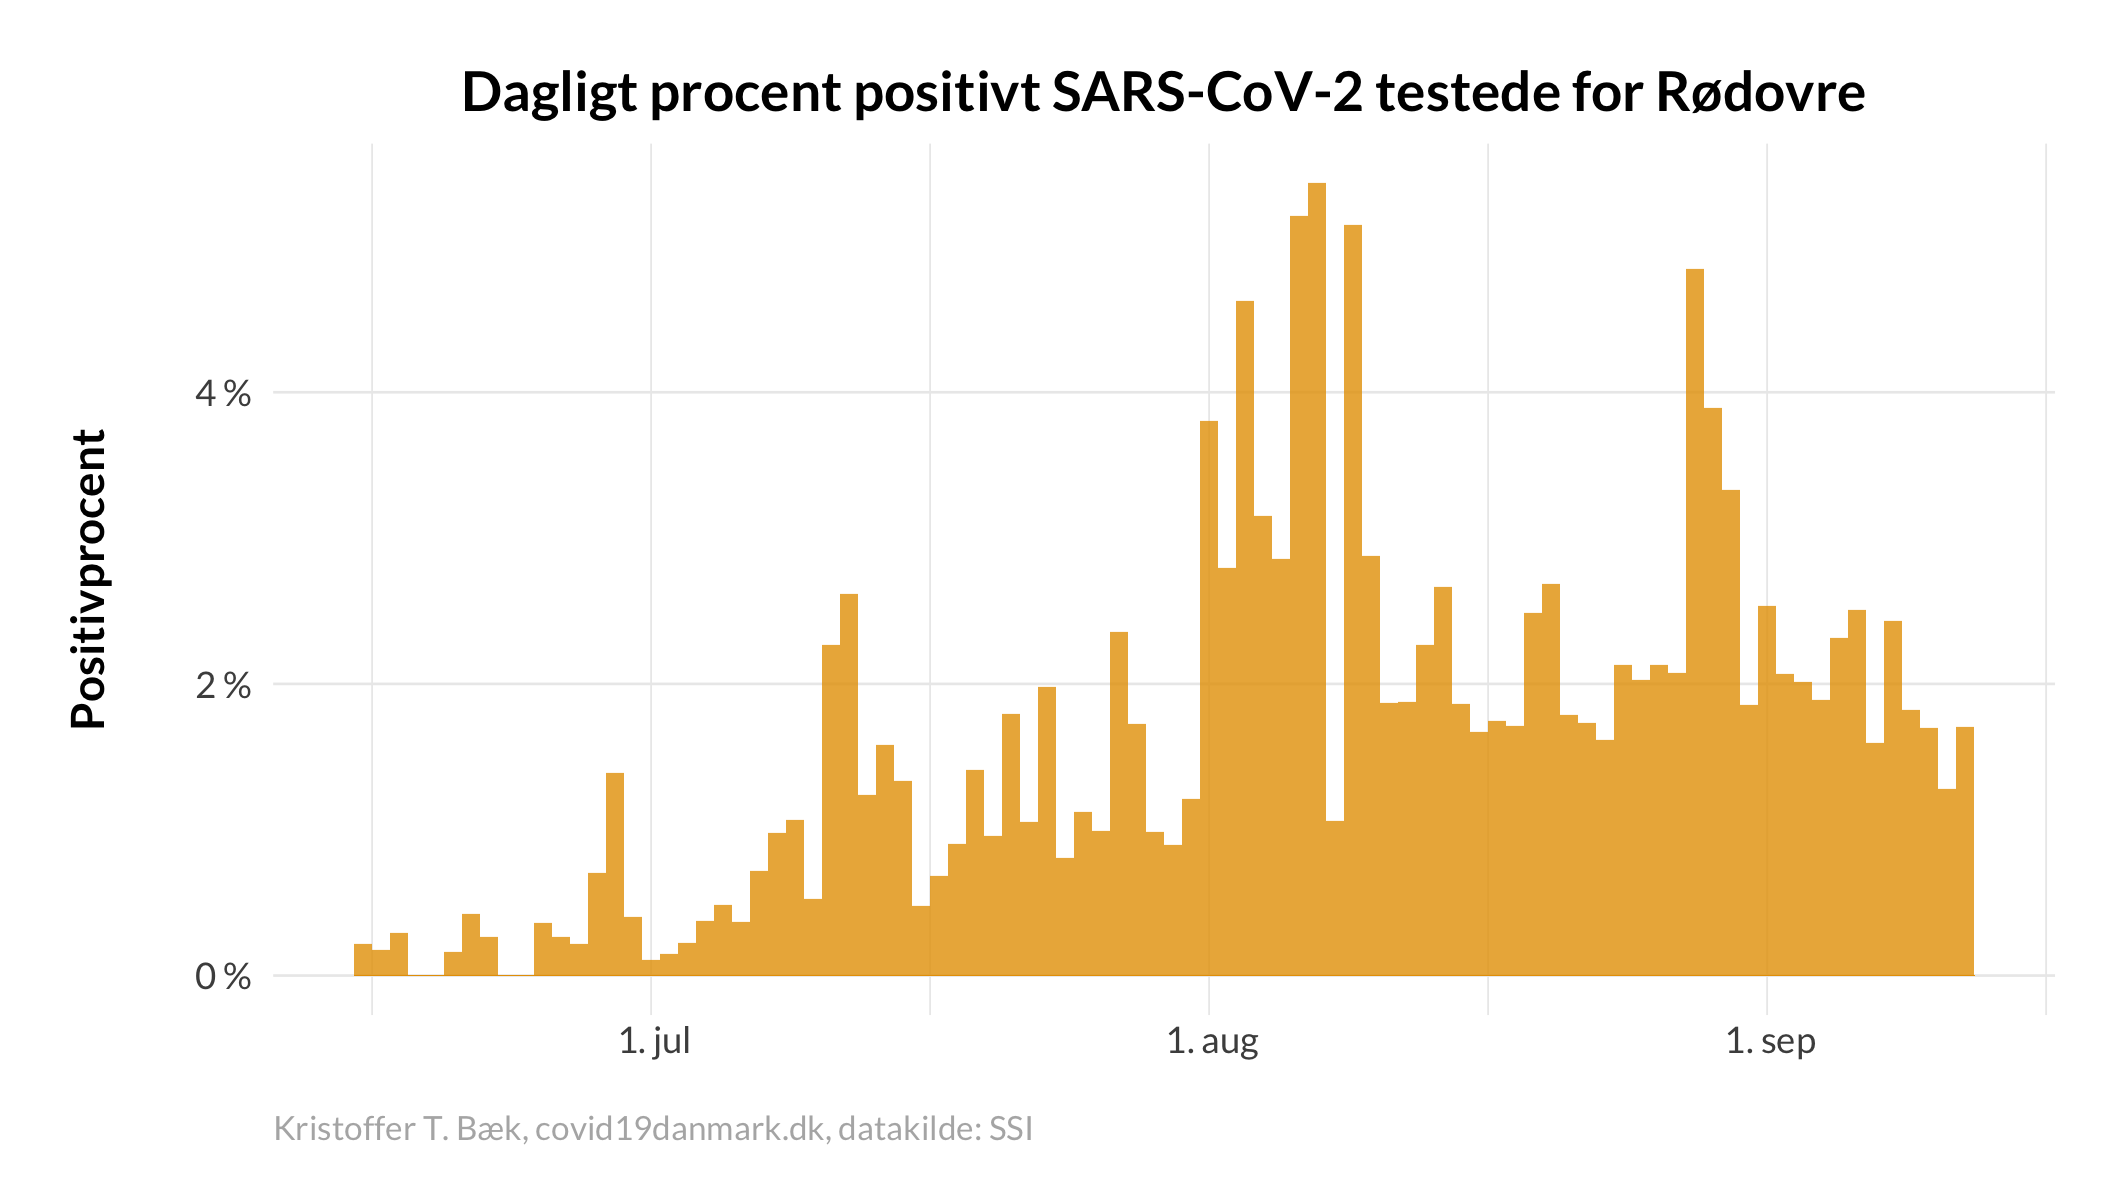 Dagligt procent positivt SARS-CoV-2 testede for Rødovre
Positivprocent
4 %
2 %
0 %
1. jul
1. aug
1. sep
Kristoffer T. Bæk, covid19danmark.dk, datakilde: SSI